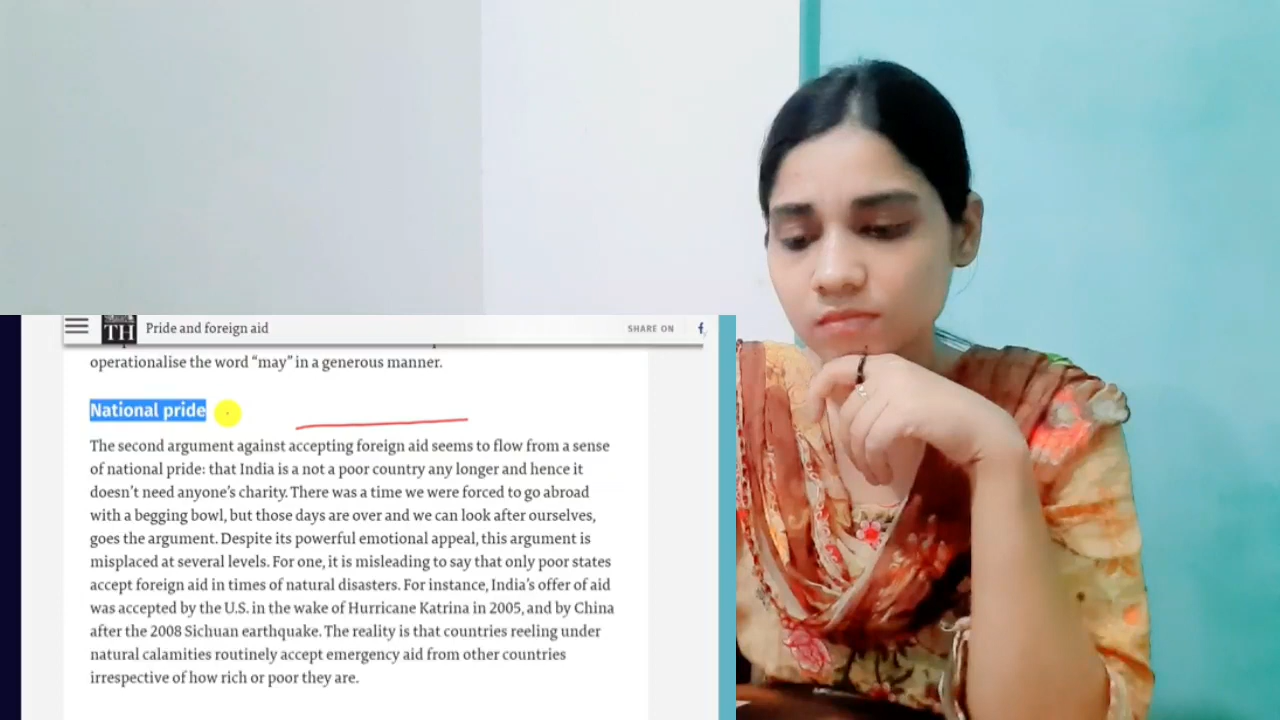 TH Pride and foreign aid SHARE ON f
operationalise the word “may” in a generous manner.
National pride
The second argument against accepting foreign aid seems to flow from a sense
of national pride: that India is a not a poor country any longer and hence it
doesn’t need anyone’s charity. There was a time we were forced to go abroad
with a begging bowl, but those days are over and we can look after ourselves,
goes the argument. Despite its powerful emotional appeal, this argument is
misplaced at several levels. For one, it is misleading to say that only poor states
accept foreign aid in times of natural disasters. For instance, India’s offer of aid
was accepted by the U.S. in the wake of Hurricane Katrina in 2005, and by China
after the 2008 Sichuan earthquake. The reality is that countries reeling under
natural calamities routinely accept emergency aid from other countries
irrespective of how rich or poor they are.